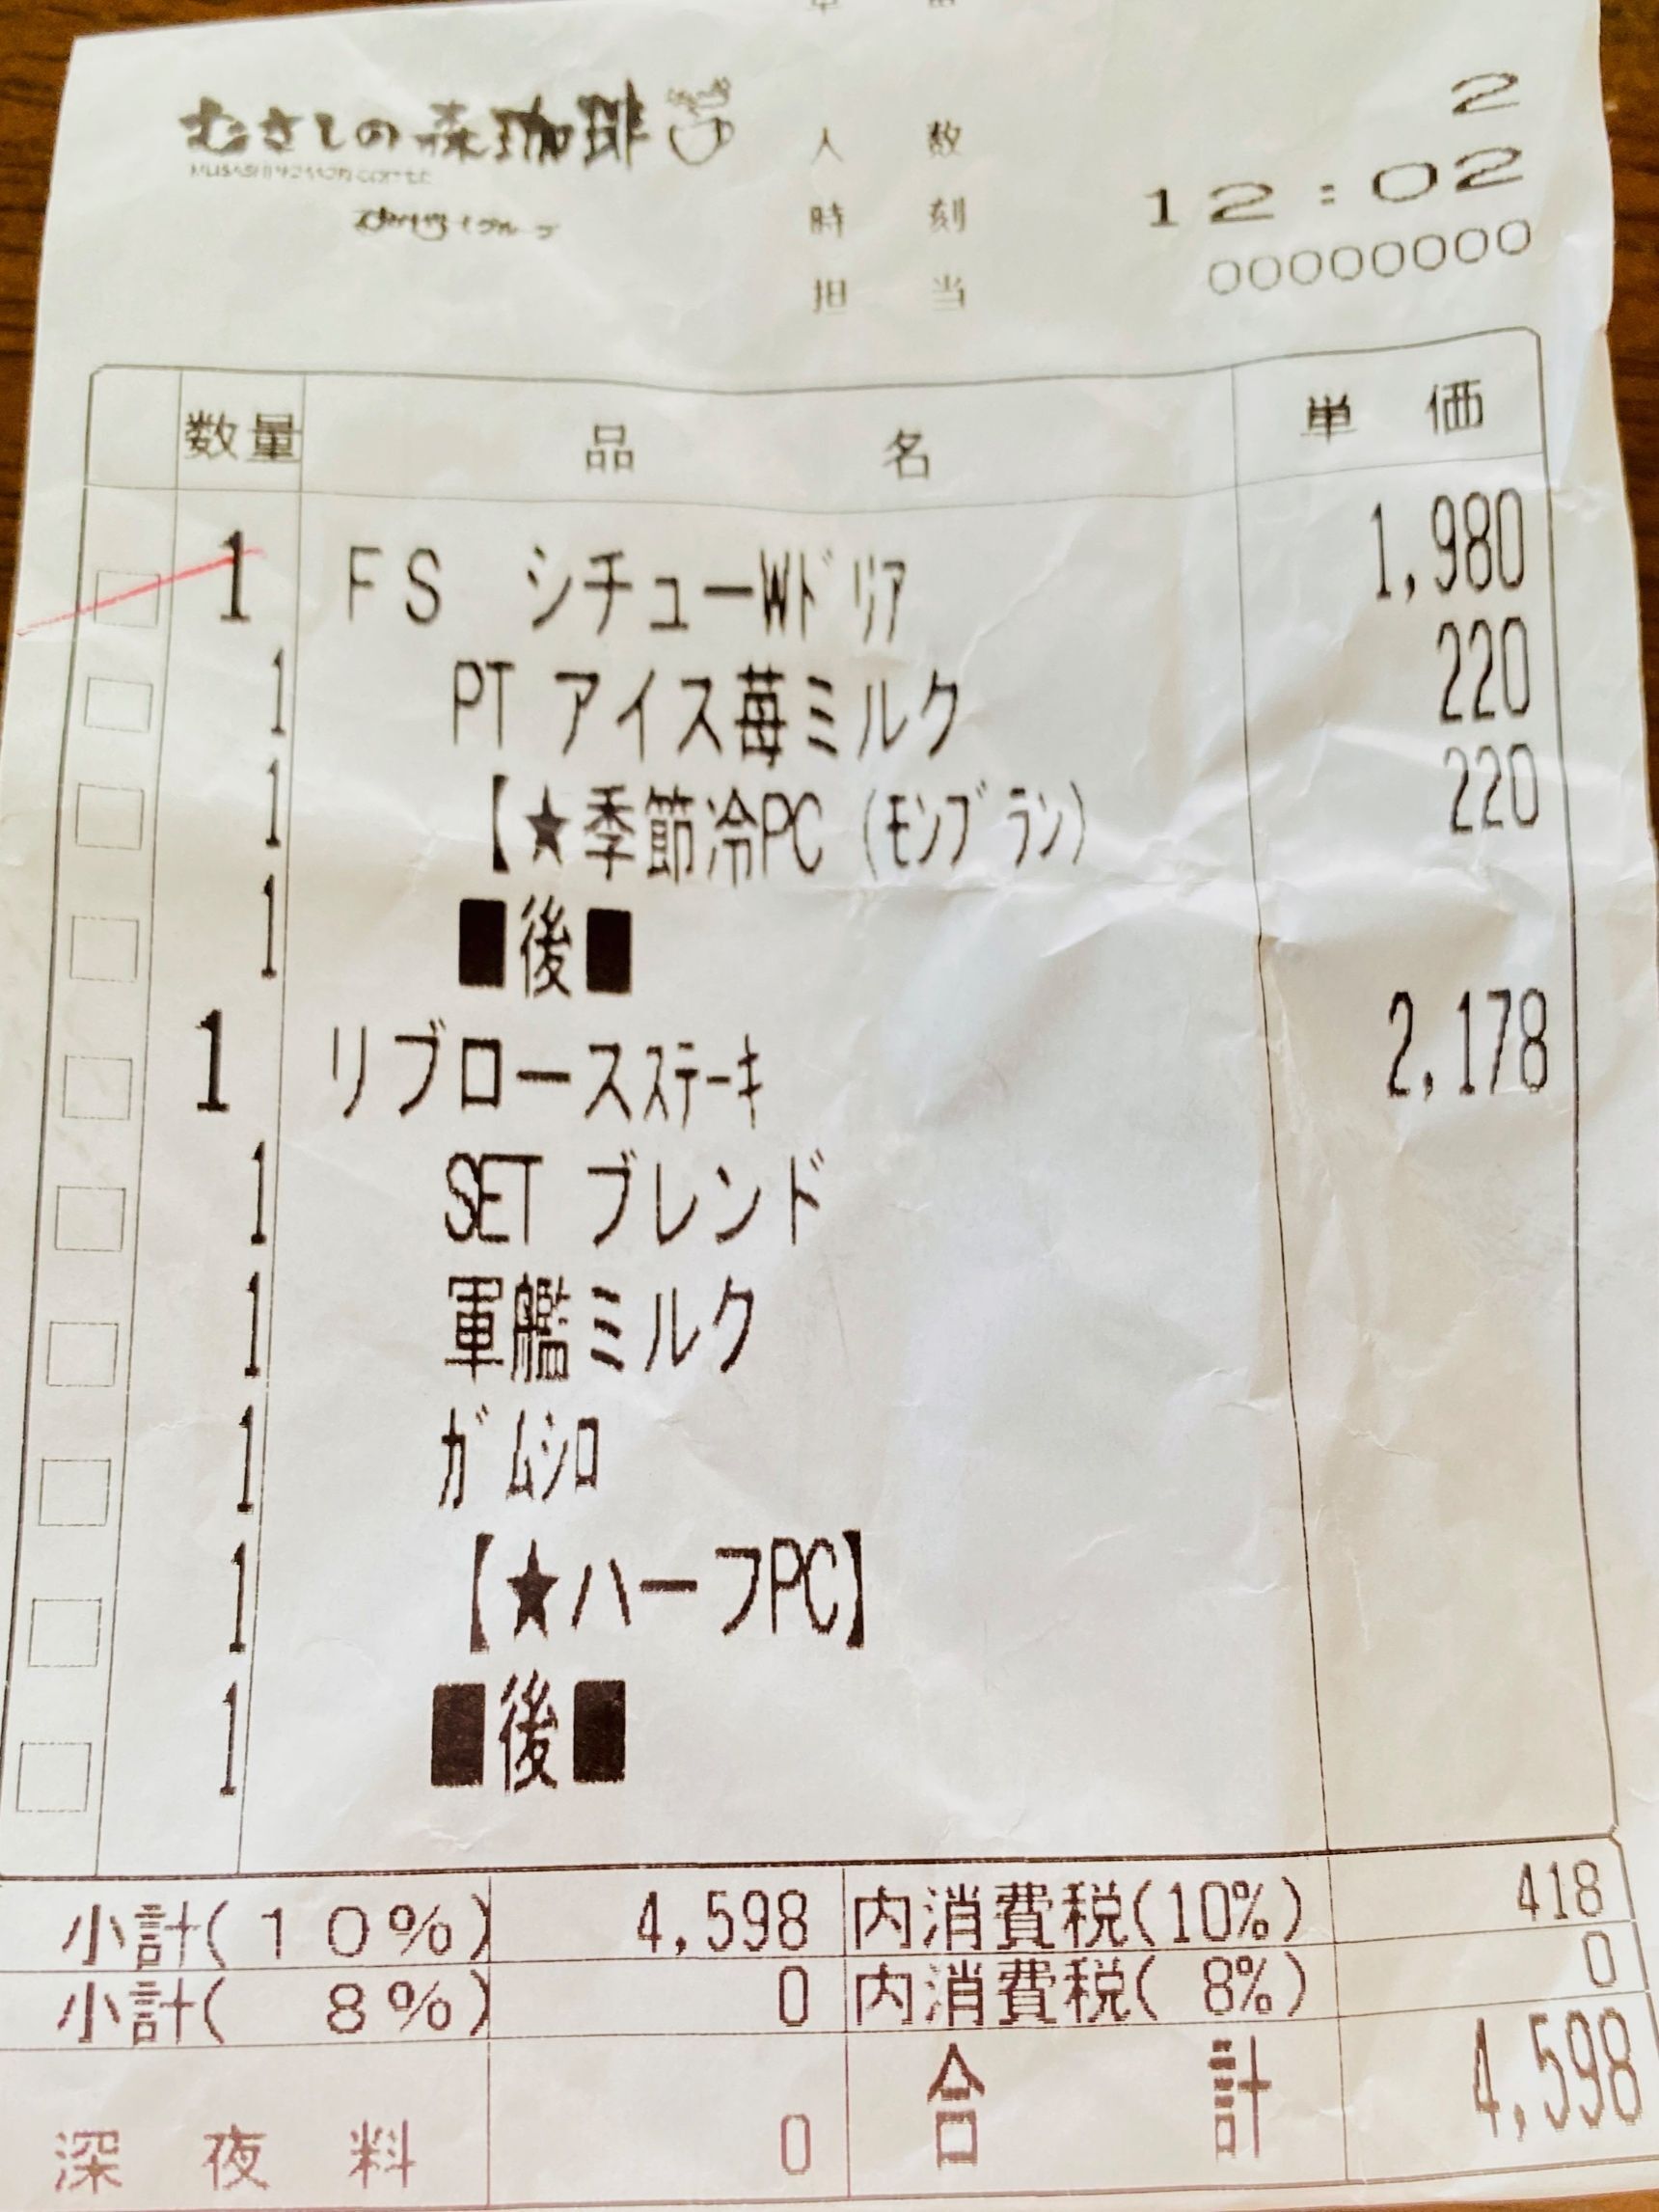 むさしの森珈琲
MUSASHINO MORI COFFEE
人数 2
時刻 12:02
担当 00000000
数量 品名 単価
1 FS シチューWドリア 1,980
1 PT アイス苺ミルク 220
1 【★季節冷PC(モンブラン) 220
1 ■後■
1 リブロースステーキ 2,178
1 SET ブレンド
1 軍艦ミルク
1 ガムシロ
1 【★ハーフPC】
1 ■後■
小計(10%) 4,598 内消費税(10%) 418
小計( 8%) 0 内消費税( 8%) 0
深夜料 0 合計 4,598